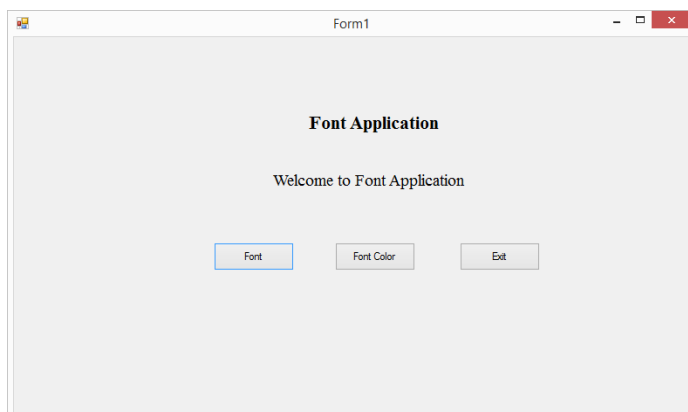 Form1
Font Application
Welcome to Font Application
Font Font Color Exit